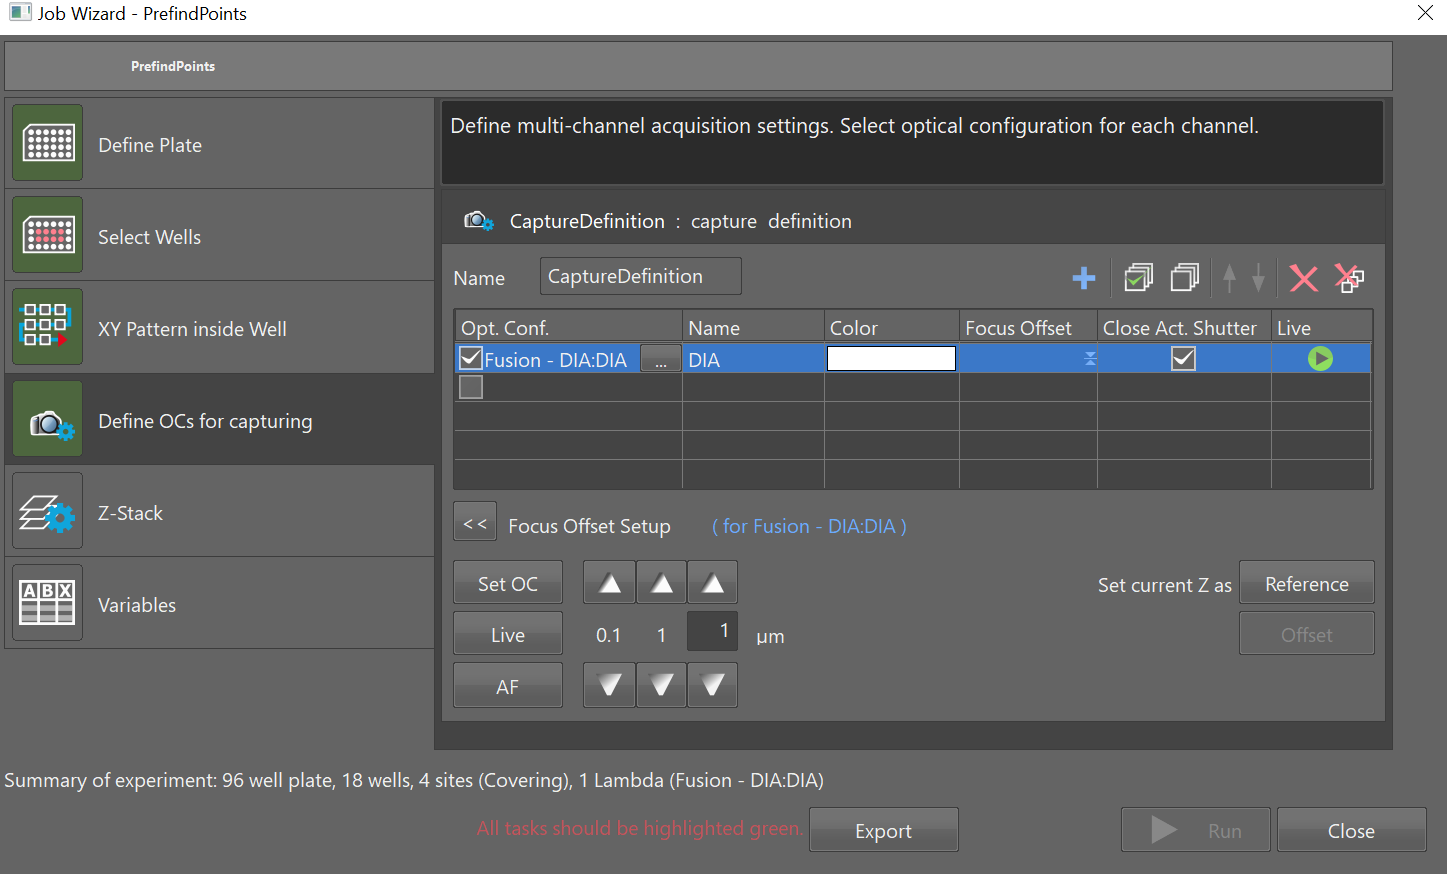 Job Wizard - PrefindPoints
PrefindPoints
Define Plate
Select Wells
XY Pattern inside Well
Define OCs for capturing
Z-Stack
ABX
Variables
Define multi-channel acquisition settings. Select optical configuration for each channel.
CaptureDefinition : capture definition
Name CaptureDefinition
Opt. Conf. Name Color Focus Offset Close Act. Shutter Live
Fusion - DIA:DIA ... DIA
<< Focus Offset Setup ( for Fusion - DIA:DIA )
Set OC Set current Z as Reference
Live 0.1 1 1 µm Offset
AF
Summary of experiment: 96 well plate, 18 wells, 4 sites (Covering), 1 Lambda (Fusion - DIA:DIA)
All tasks should be highlighted green. Export Run Close